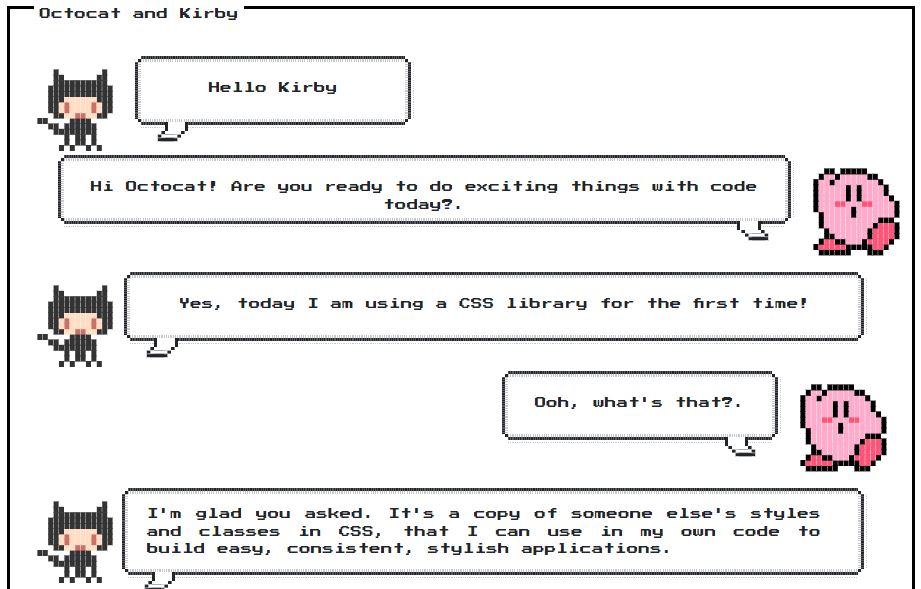 Octocat and Kirby
Hello Kirby
Hi Octocat! Are you ready to do exciting things with code
today?.
Yes, today I am using a CSS library for the first time!
Ooh, what's that?.
I'm glad you asked. It's a copy of someone else's styles
and classes in CSS, that I can use in my own code to
build easy, consistent, stylish applications.